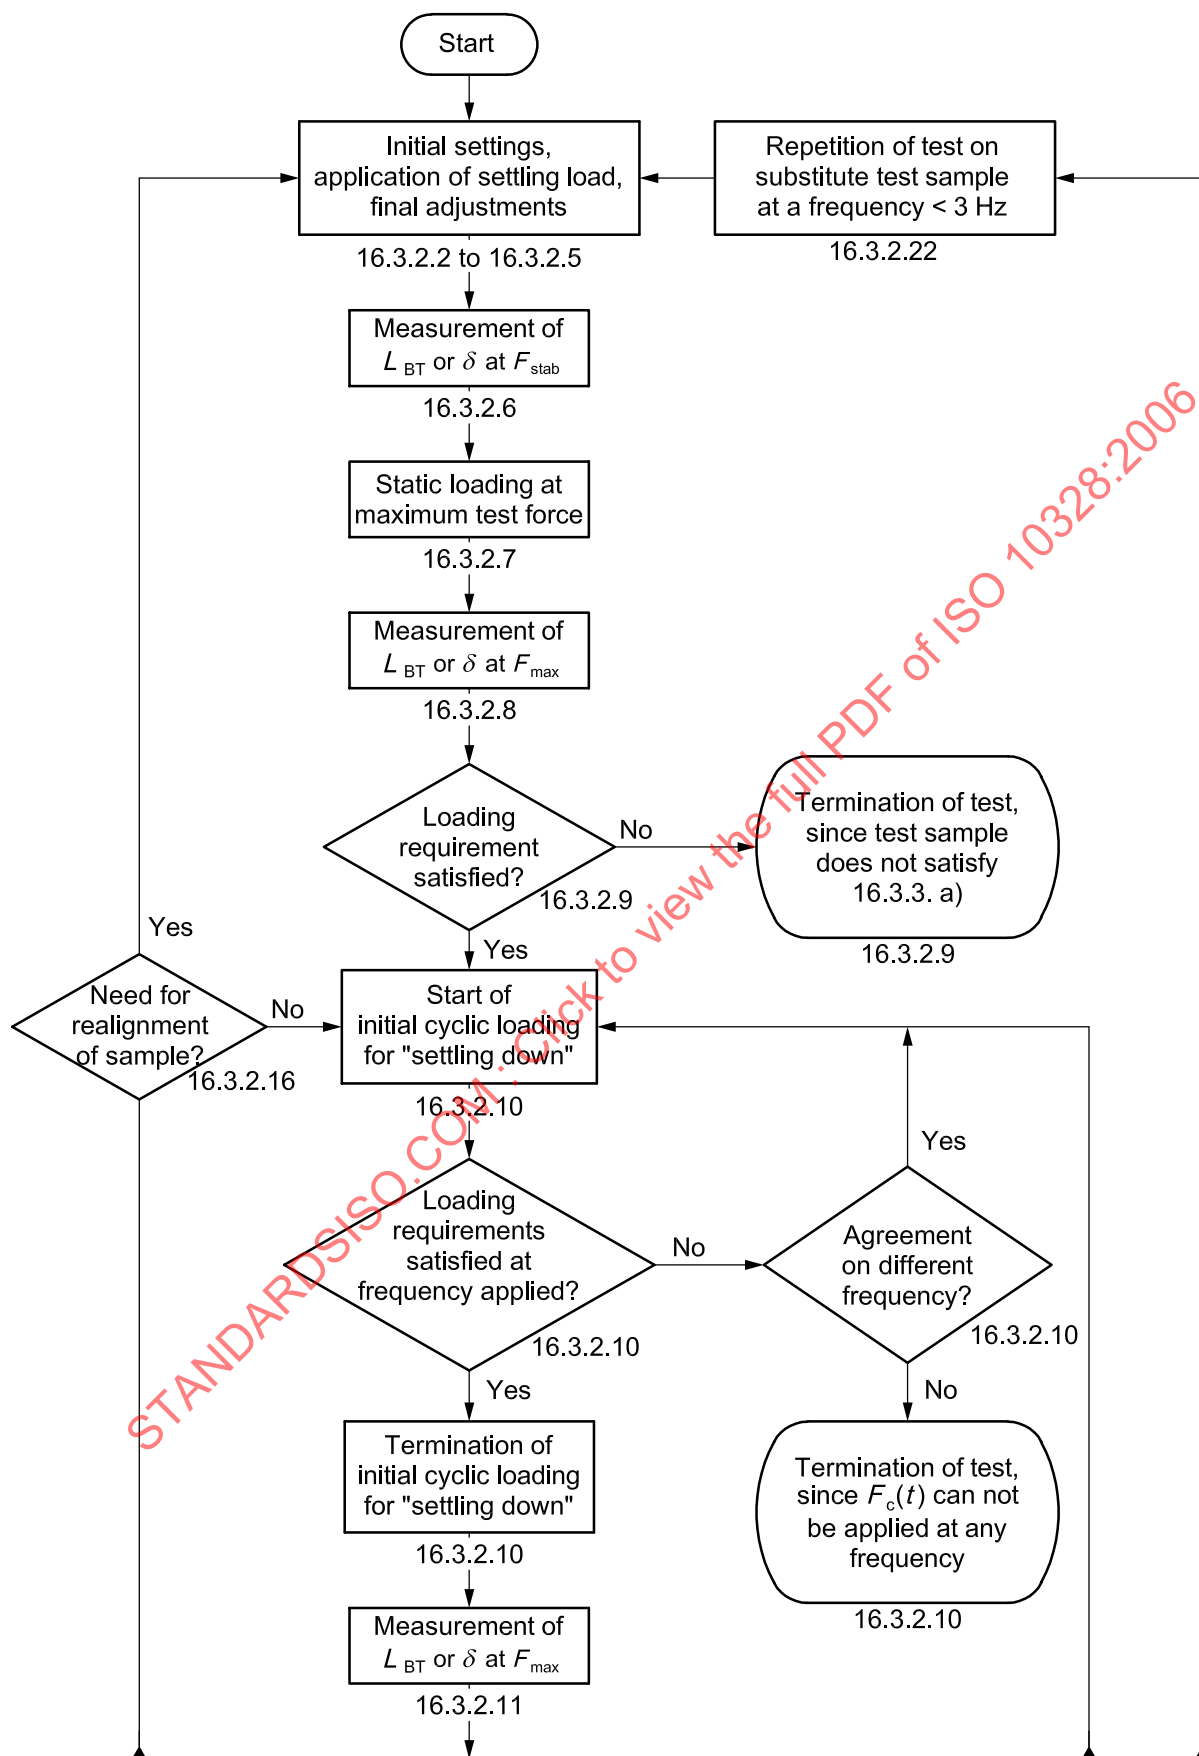 Start
Initial settings,
application of settling load,
final adjustments
16.3.2.2 to 16.3.2.5
Repetition of test on
substitute test sample
at a frequency < 3 Hz
16.3.2.22
Measurement of
L BT or δ at F stab
16.3.2.6
Static loading at
maximum test force
16.3.2.7
Measurement of
L BT or δ at F max
16.3.2.8
Loading
requirement
satisfied?
16.3.2.9
No
Termination of test,
since test sample
does not satisfy
16.3.3. a)
16.3.2.9
Yes
Yes
Need for
realignment
of sample?
16.3.2.16
No
Start of
initial cyclic loading
for "settling down"
16.3.2.10
Loading
requirements
satisfied at
frequency applied?
16.3.2.10
No
Yes
Agreement
on different
frequency?
16.3.2.10
No
Yes
Termination of
initial cyclic loading
for "settling down"
16.3.2.10
Termination of test,
since F c (t) can not
be applied at any
frequency
16.3.2.10
Measurement of
L BT or δ at F max
16.3.2.11
STANDARDSISO.COM : Click to view the full PDF of ISO 10328:2006